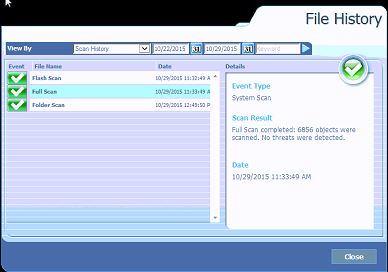 File History
View By Scan History 10/22/2015 31 10/29/2015 31 Keyword
Event File Name Date Details
Flash Scan 10/29/2015 11:32:49 A
Full Scan 10/29/2015 11:33:49 A
Folder Scan 10/29/2015 12:49:50 P
Event Type
System Scan
Scan Result
Full Scan completed: 6856 objects were
scanned. No threats were detected.
Date
10/29/2015 11:33:49 AM
Close